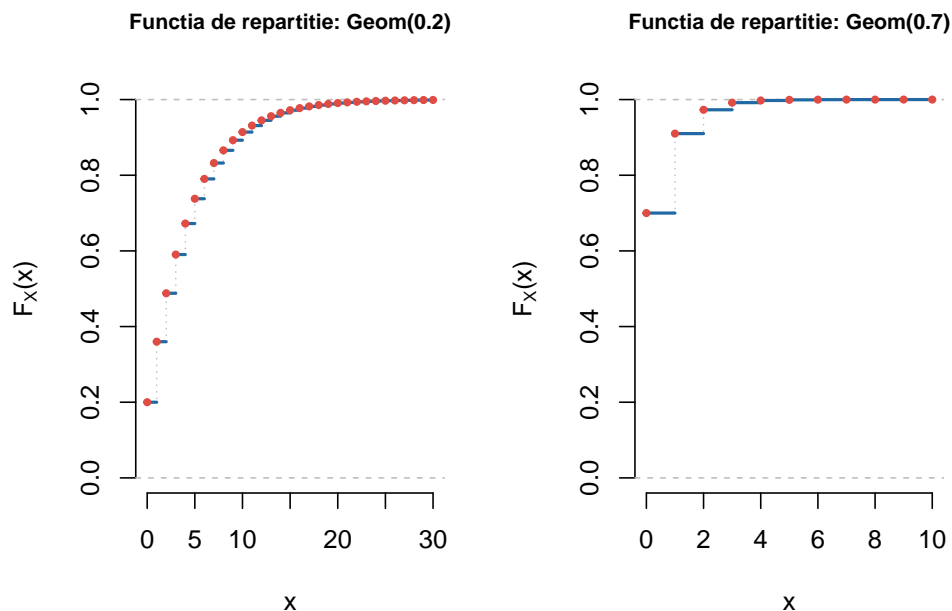 Functia de repartitie: Geom(0.2)
F_X(x)
1.0
0.8
0.6
0.4
0.2
0.0
0 5 10 20 30
x
Functia de repartitie: Geom(0.7)
F_X(x)
1.0
0.8
0.6
0.4
0.2
0.0
0 2 4 6 8 10
x